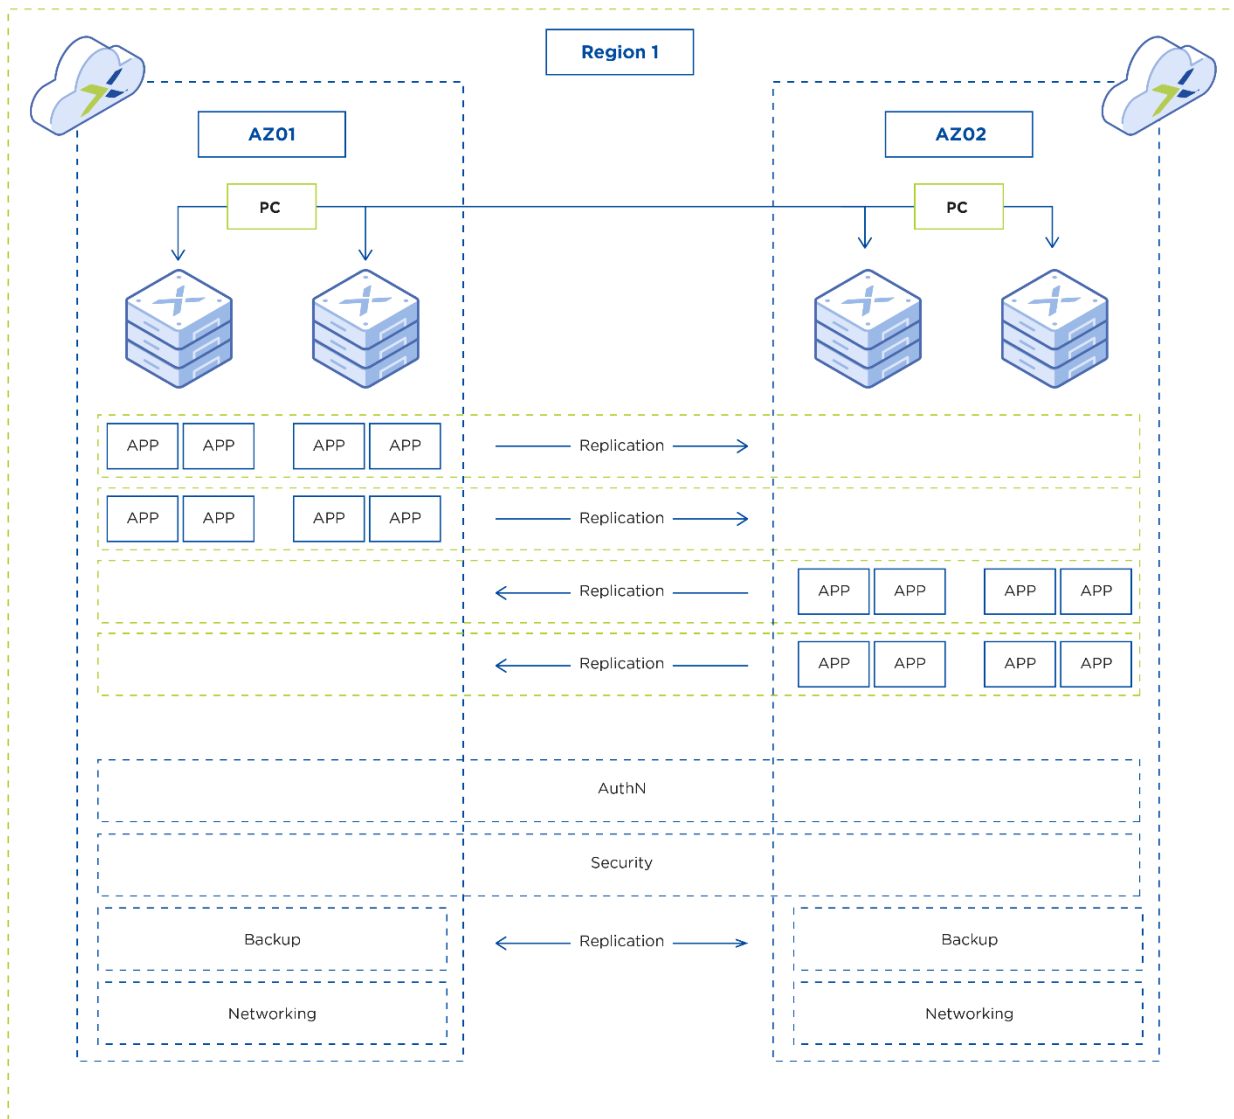 Region 1
AZ01
AZ02
PC
PC
APP APP APP APP Replication
APP APP APP APP Replication
Replication APP APP APP APP
Replication APP APP APP APP
AuthN
Security
Backup Replication Backup
Networking Networking